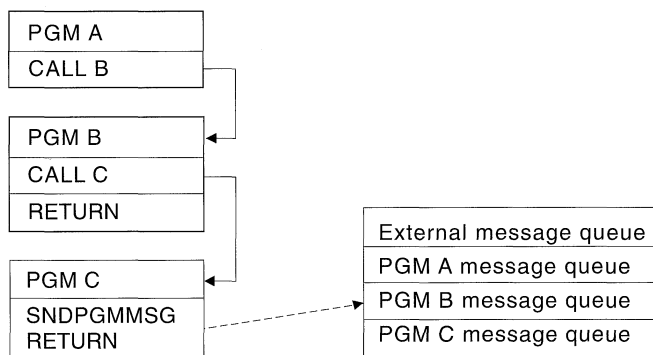 PGM A
CALL B
PGM B
CALL C
RETURN
PGM C
SNDPGMMSG
RETURN
External message queue
PGM A message queue
PGM B message queue
PGM C message queue